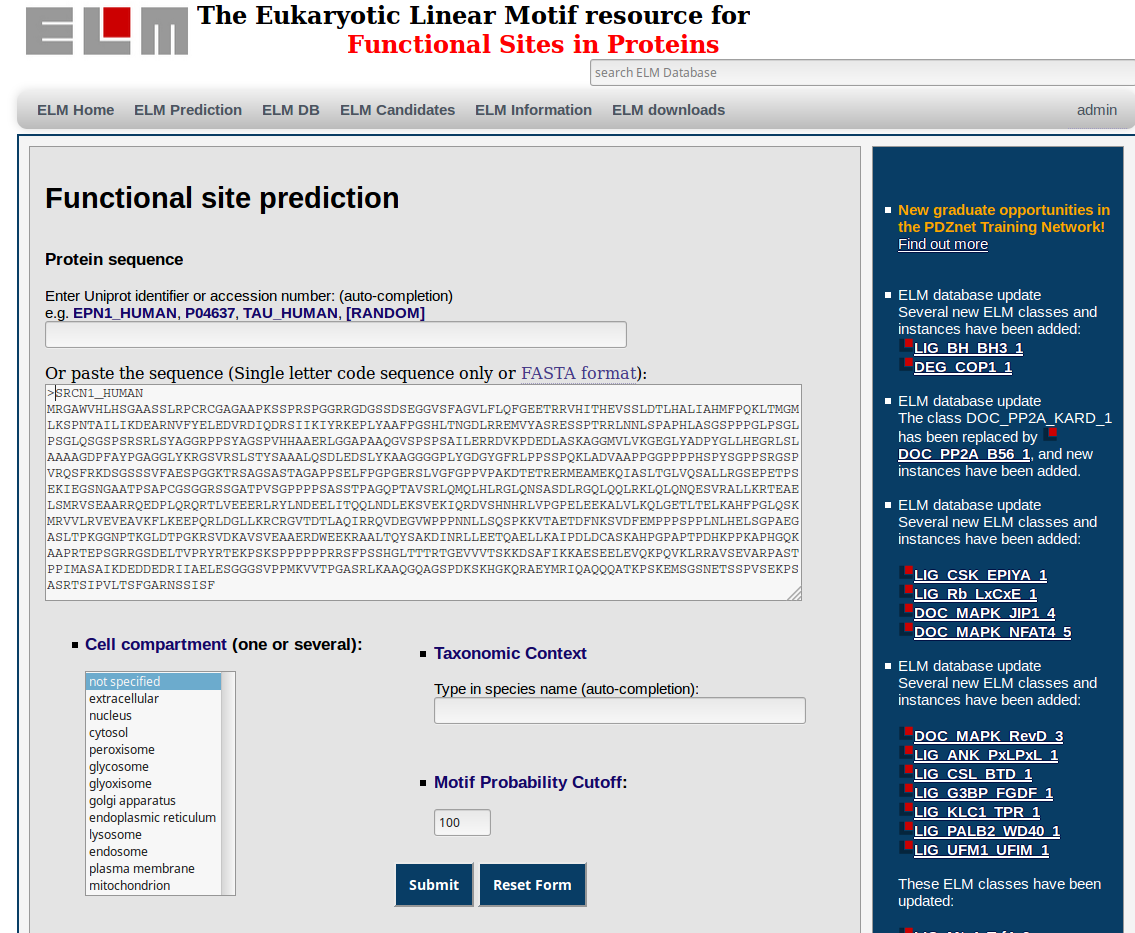 ELM
The Eukaryotic Linear Motif resource for
Functional Sites in Proteins
search ELM Database
ELM Home ELM Prediction ELM DB ELM Candidates ELM Information ELM downloads admin
Functional site prediction
Protein sequence
Enter Uniprot identifier or accession number: (auto-completion)
e.g. EPN1_HUMAN, P04637, TAU_HUMAN, [RANDOM]
Or paste the sequence (Single letter code sequence only or FASTA format):
>SRCN1_HUMAN
MRGAWVHLHSGAASSLRPCRCGAGAAPKSSPRSPGGRRGDGSSDSEGGVSFAGVLFLQFGEETRRVHITHEVSSLDTLHALIAHMFPQKLTMGM
LKSPNTAILIKDEARNVFYELEDVRDIQDRSIIKIYRKEPLYAAFPGSHLTNGDLRREMVYASRESSPTRRLNNLSPAPHLASGSPPPGLPSGL
PSGLQSGSPSRSRLSYAGGRPPSYAGSPVHHAAERLGGAPAAQGVSPSPSAILERRDVKPDEDLASKAGGMVLVKGEGLYADPYGLLHEGRLSL
AAAAGDPFAYPGAGGLYKRGSVRSLSTYSAAALQSDLEDSLYKAAGGGGPLYGDGYGFRLPPSSPQKLADVAAPPGGPPPPHSPYSGPPSRGSP
VRQSFRKDSGSSSVFAESPGGKTRSAGSASTAGAPPSELFPGPGERSLVGFGPPVPAKDTETRERMEAMEKQIASLTGLVQSALLRGSEPETPS
EKIEGSNGAATPSAPCGSGGRSSGATPVSGPPPPSASSTPAGQPTAVSRLQMQLHLRGLQNSASDLRGQLQQLRKLQLQNQESVRALLKRTEAE
LSMRVSEAARRQEDPLQRQRTLVEEERLRYLNDEELITQQLNDLEKSVEKIQRDVSHNHRLVPGPELEEKALVLKQLGETLTELKAHFPGLQSK
MRVVLRVEVEAVKFLKEEPQRLDGLLKRCRGVTDTLAQIRRQVDEGVWPPPNNLLSQSPKKVTAETDFNKSVDFEMPPPSPPLNLHELSGPAEG
ASLTPKGGNPTKGLDTPGKRSVDKAVSVEAAERDWEEKRAALTQYSAKDINRLLEETQAELLKAIPDLDCASKAHPGPAPTPDHKPPKAPHGQK
AAPRTEPSGRRGSDELTVPRYRTEKPSKSPPPPPPRRSFPSSHGLTTTRTGEVVVTSKKDSAFIKKAESEELEVQKPQVKLRRAVSEVARPAST
PPIMASAIKDEDDEDRIIAELESGGGSVPPMKVVTPGASRLKAAQGQAGSPDKSKHGKQRAEYMRIQAQQQATKPSKEMSGSNETSSPVSEKPS
ASRTSIPVLTSFGARNSSISF
Cell compartment (one or several):
not specified
extracellular
nucleus
cytosol
peroxisome
glycosome
glyoxisome
golgi apparatus
endoplasmic reticulum
lysosome
endosome
plasma membrane
mitochondrion
Taxonomic Context
Type in species name (auto-completion):
Motif Probability Cutoff:
100
Submit Reset Form
New graduate opportunities in
the PDZnet Training Network!
Find out more
ELM database update
Several new ELM classes and
instances have been added:
LIG_BH_BH3_1
DEG_COP1_1
ELM database update
The class DOC_PP2A_KARD_1
has been replaced by
DOC_PP2A_B56_1, and new
instances have been added.
ELM database update
Several new ELM classes and
instances have been added:
LIG_CSK_EPIYA_1
LIG_Rb_LxCxE_1
DOC_MAPK_JIP1_4
DOC_MAPK_NFAT4_5
ELM database update
Several new ELM classes and
instances have been added:
DOC_MAPK_RevD_3
LIG_ANK_PxLPxL_1
LIG_CSL_BTD_1
LIG_G3BP_FGDF_1
LIG_KLC1_TPR_1
LIG_PALB2_WD40_1
LIG_UFM1_UFIM_1
These ELM classes have been
updated: